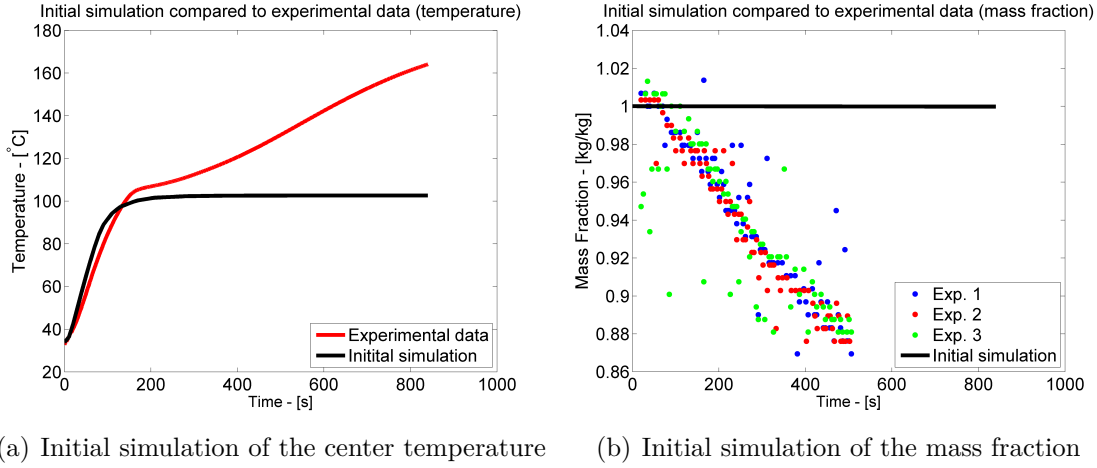 Initial simulation compared to experimental data (temperature)
180
160
140
120
100
80
60
40
20
0
200
400
600
800
1000
Temperature - [°C]
Time - [s]
Experimental data
Initital simulation
(a) Initial simulation of the center temperature
Initial simulation compared to experimental data (mass fraction)
1.04
1.02
1
0.98
0.96
0.94
0.92
0.9
0.88
0.86
0
200
400
600
800
1000
Mass Fraction - [kg/kg]
Time - [s]
Exp. 1
Exp. 2
Exp. 3
Initital simulation
(b) Initial simulation of the mass fraction